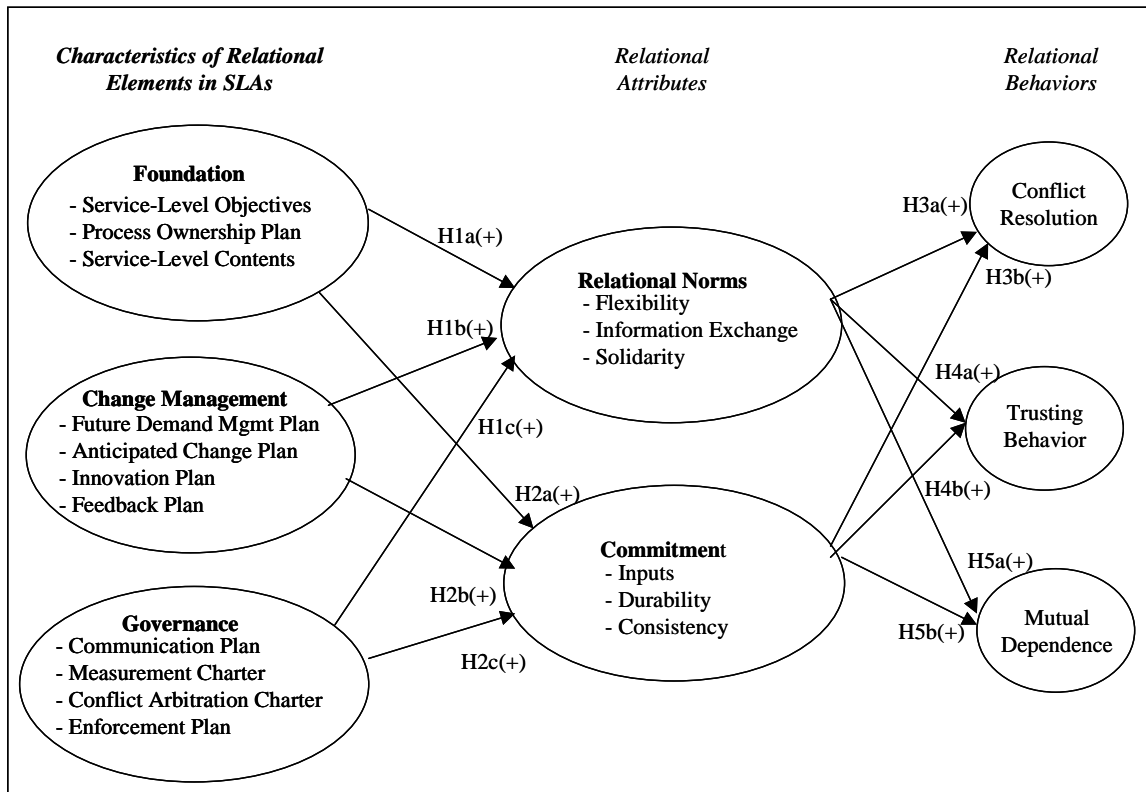 Characteristics of Relational
Elements in SLAs
Relational
Attributes
Relational
Behaviors
Foundation
- Service-Level Objectives
- Process Ownership Plan
- Service-Level Contents
Change Management
- Future Demand Mgmt Plan
- Anticipated Change Plan
- Innovation Plan
- Feedback Plan
Governance
- Communication Plan
- Measurement Charter
- Conflict Arbitration Charter
- Enforcement Plan
H1a(+)
H1b(+)
H1c(+)
H2a(+)
H2b(+)
H2c(+)
Relational Norms
- Flexibility
- Information Exchange
- Solidarity
Commitment
- Inputs
- Durability
- Consistency
H3a(+)
H3b(+)
H4a(+)
H4b(+)
H5a(+)
H5b(+)
Conflict
Resolution
Trusting
Behavior
Mutual
Dependence